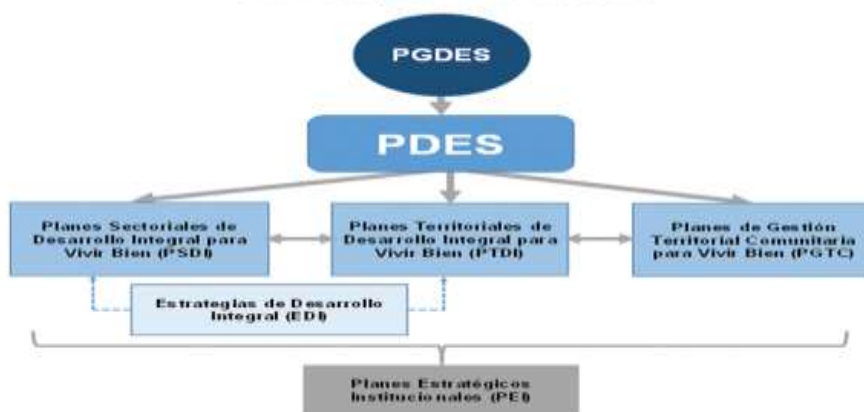 PGDES
PDES
Planes Sectoriales de
Desarrollo Integral para
Vivir Bien (PSDI)
Planes Territoriales de
Desarrollo Integral para
Vivir Bien (PTDI)
Planes de Gestión
Territorial Comunitaria
para Vivir Bien (PGTC)
Estrategias de Desarrollo
Integral (EDI)
Planes Estratégicos
Institucionales (PEI)